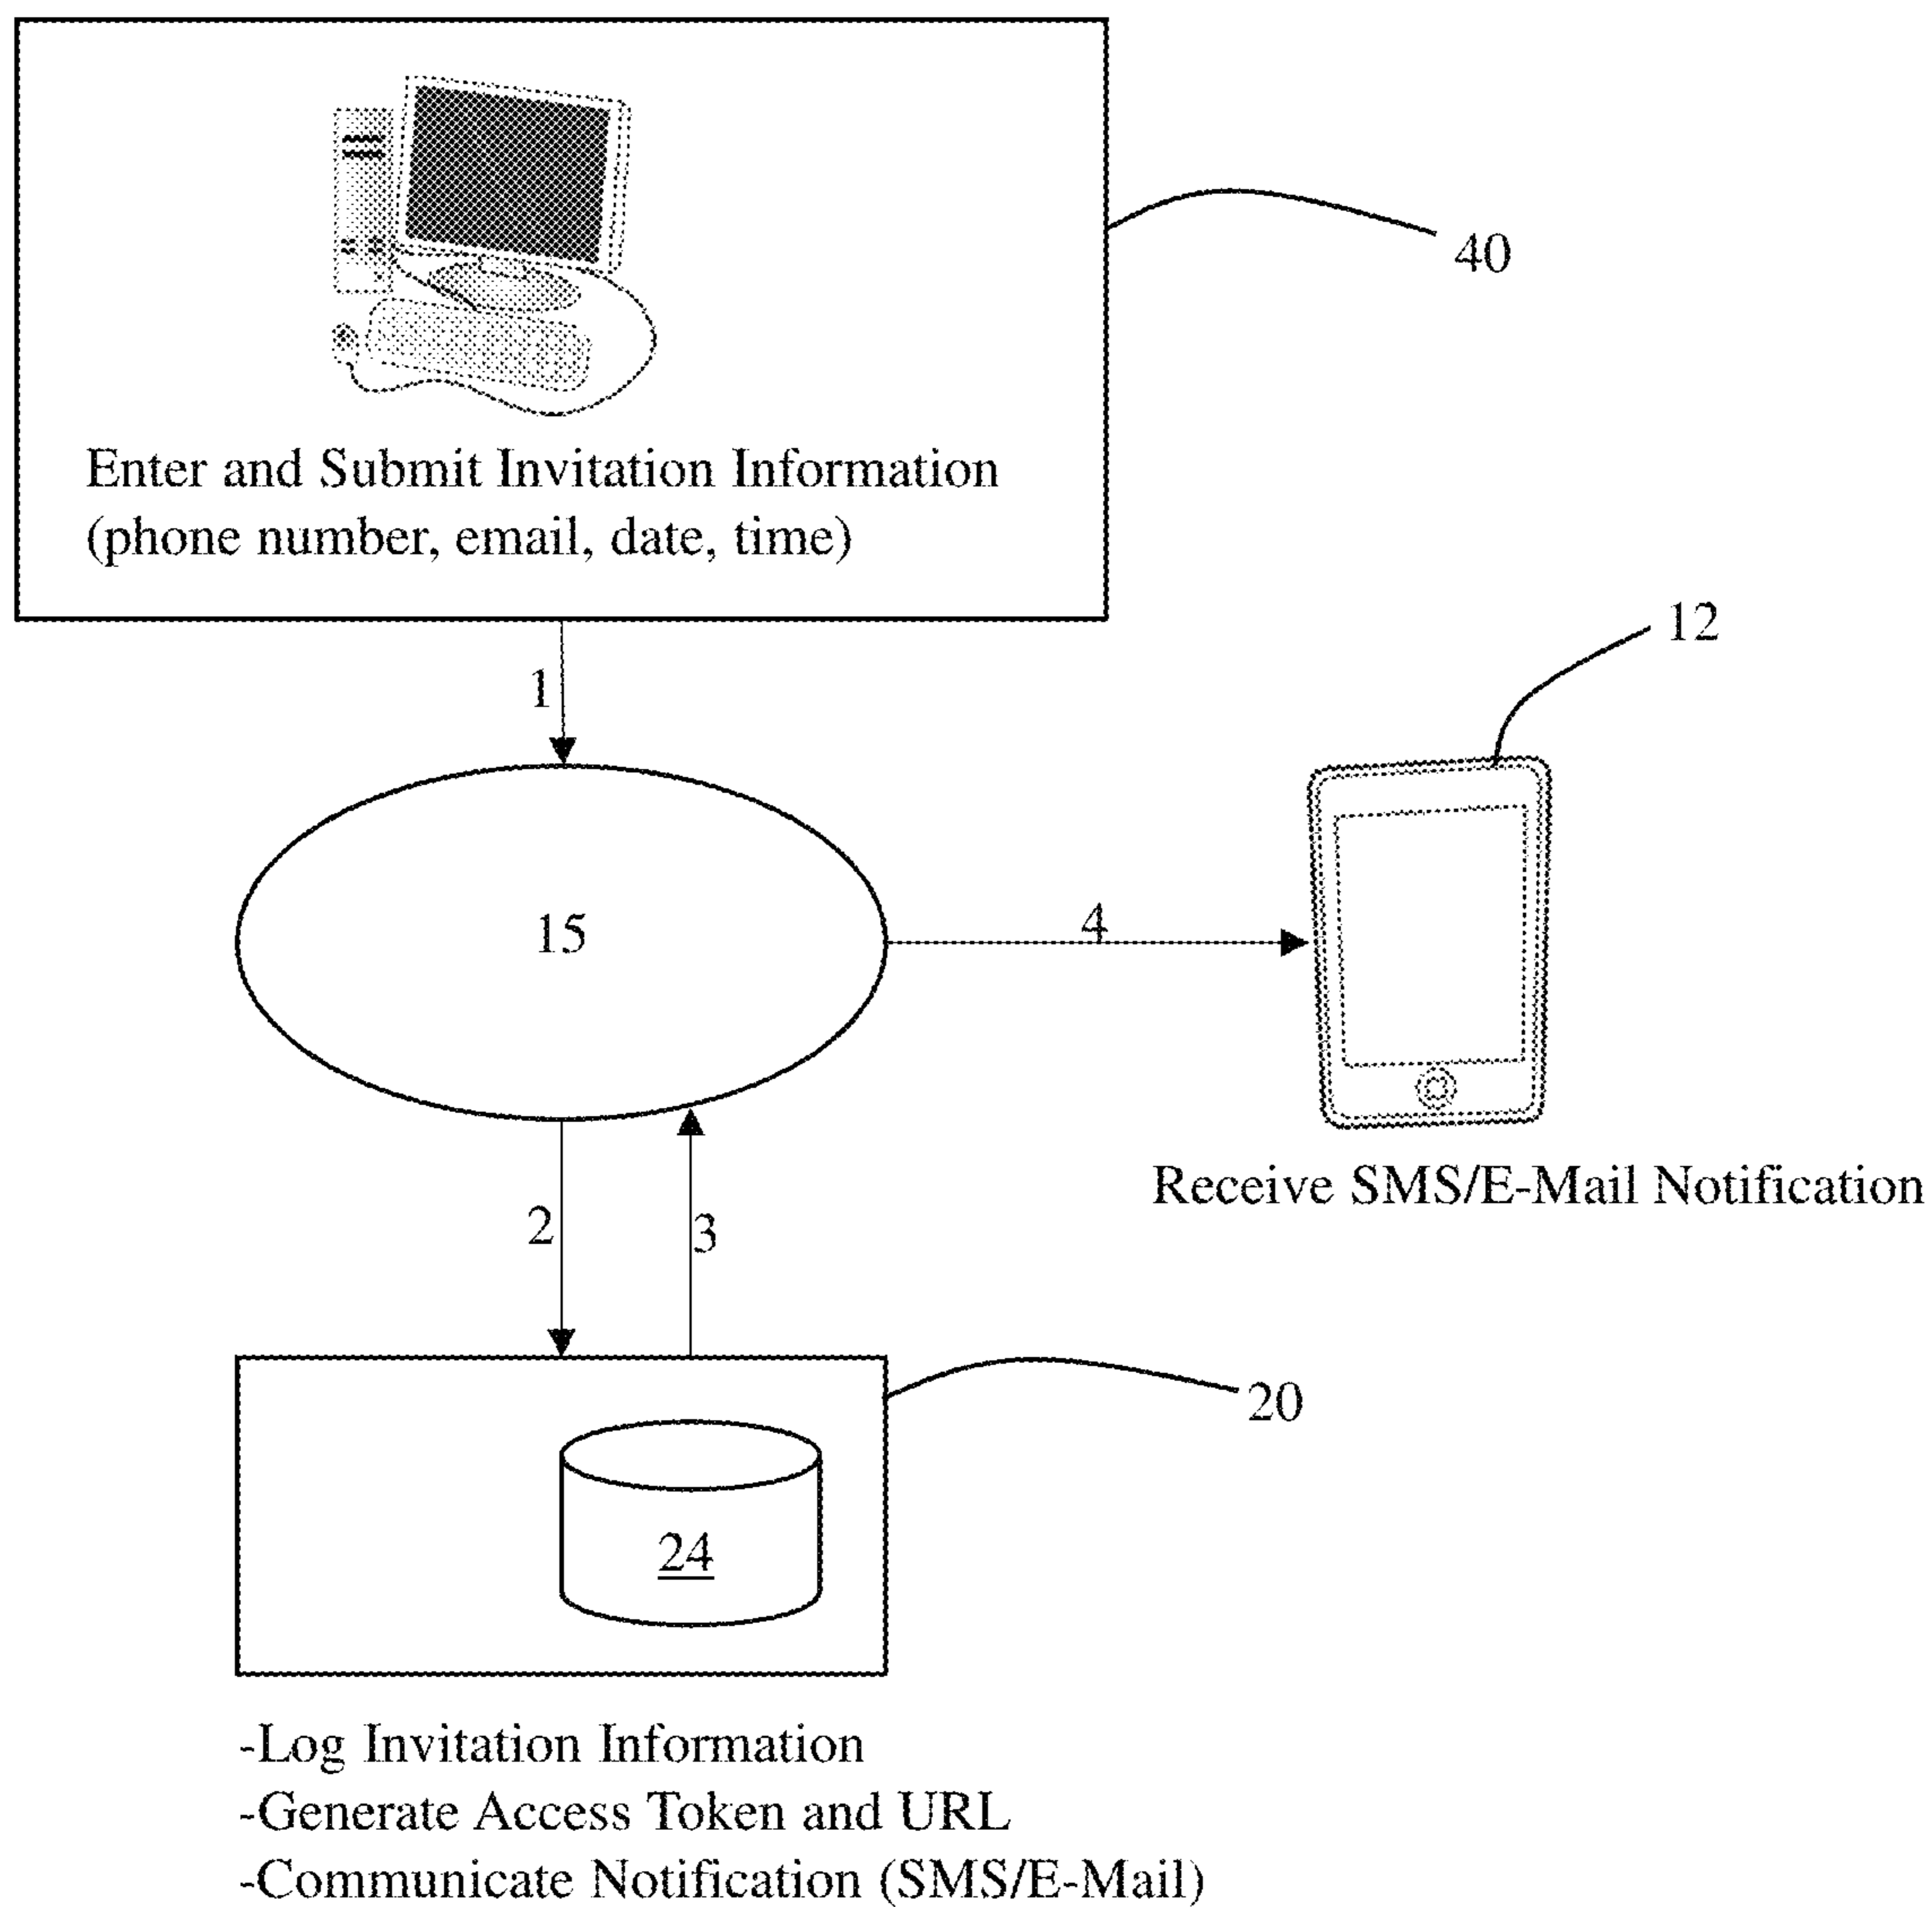 40
Enter and Submit Invitation Information
(phone number, email, date, time)
12
1
15
4
Receive SMS/E-Mail Notification
2
3
20
24
-Log Invitation Information
-Generate Access Token and URL
-Communicate Notification (SMS/E-Mail)